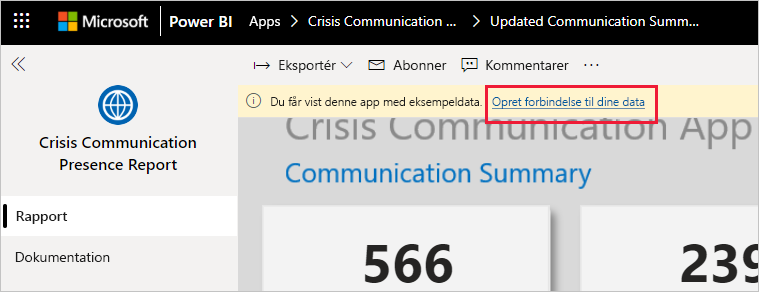 Microsoft Power BI Apps > Crisis Communication ... > Updated Communication Summ...
Eksportér Abonner Kommentarer ...
Du får vist denne app med eksempeldata. Opret forbindelse til dine data
Crisis Communication
Presence Report
Rapport
Dokumentation
Crisis Communication App
Communication Summary
566
239